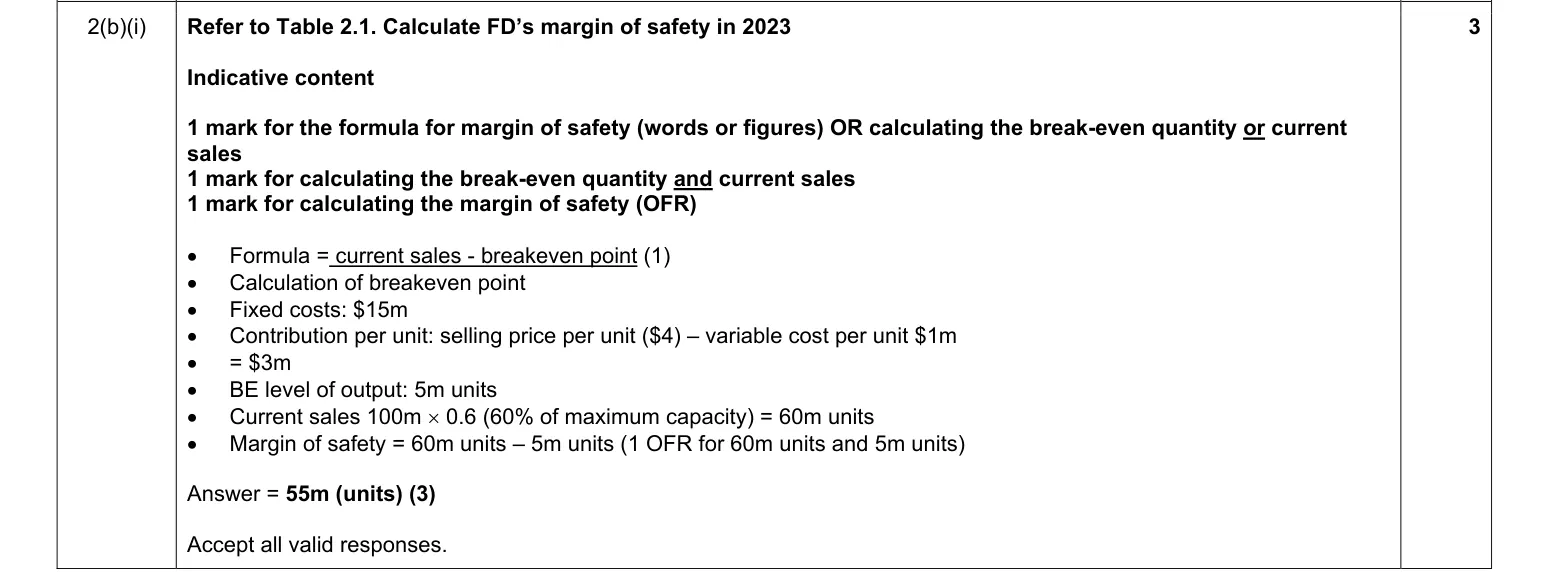 2(b)(i) Refer to Table 2.1. Calculate FD’s margin of safety in 2023 3
Indicative content
1 mark for the formula for margin of safety (words or figures) OR calculating the break-even quantity or current
sales
1 mark for calculating the break-even quantity and current sales
1 mark for calculating the margin of safety (OFR)
• Formula = current sales - breakeven point (1)
• Calculation of breakeven point
• Fixed costs: $15m
• Contribution per unit: selling price per unit ($4) – variable cost per unit $1m
• = $3m
• BE level of output: 5m units
• Current sales 100m × 0.6 (60% of maximum capacity) = 60m units
• Margin of safety = 60m units – 5m units (1 OFR for 60m units and 5m units)
Answer = 55m (units) (3)
Accept all valid responses.